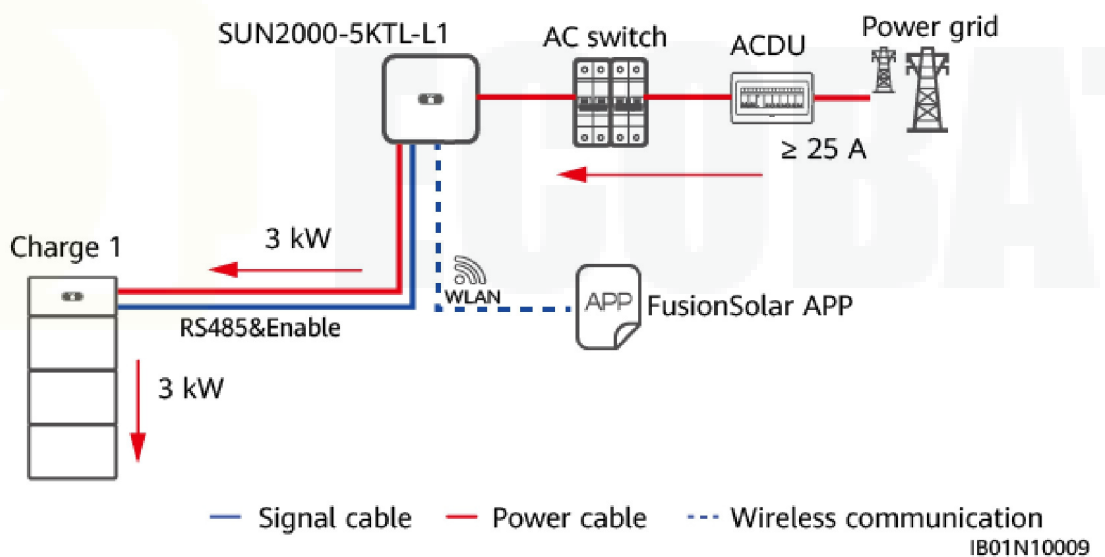 SUN2000-5KTL-L1
AC switch
ACDU
Power grid
≥ 25 A
Charge 1
3 kW
WLAN
APP
FusionSolar APP
RS485&Enable
3 kW
Signal cable
Power cable
Wireless communication
IB01N10009